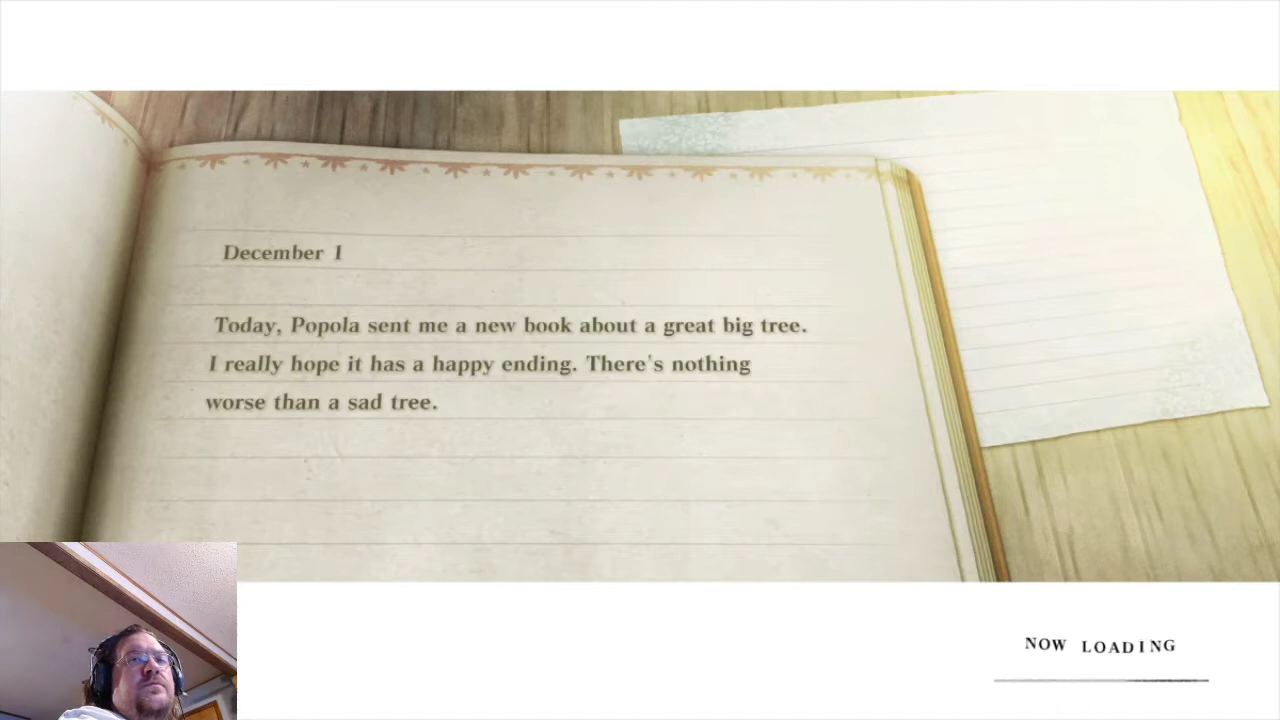 December 1
Today, Popola sent me a new book about a great big tree.
I really hope it has a happy ending. There's nothing
worse than a sad tree.
NOW LOADING